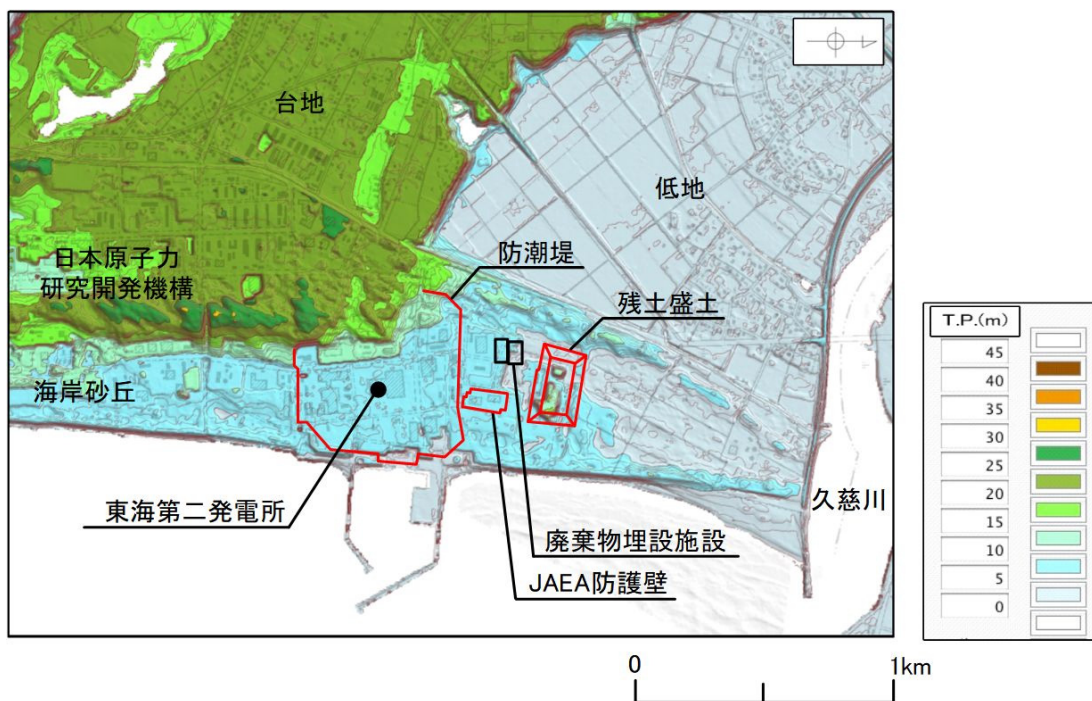 台地
低地
防潮堤
日本原子力
研究開発機構
残土盛土
海岸砂丘
東海第二発電所
久慈川
廃棄物埋設施設
JAEA防護壁
T.P.(m)
45
40
35
30
25
20
15
10
5
0
0
1km